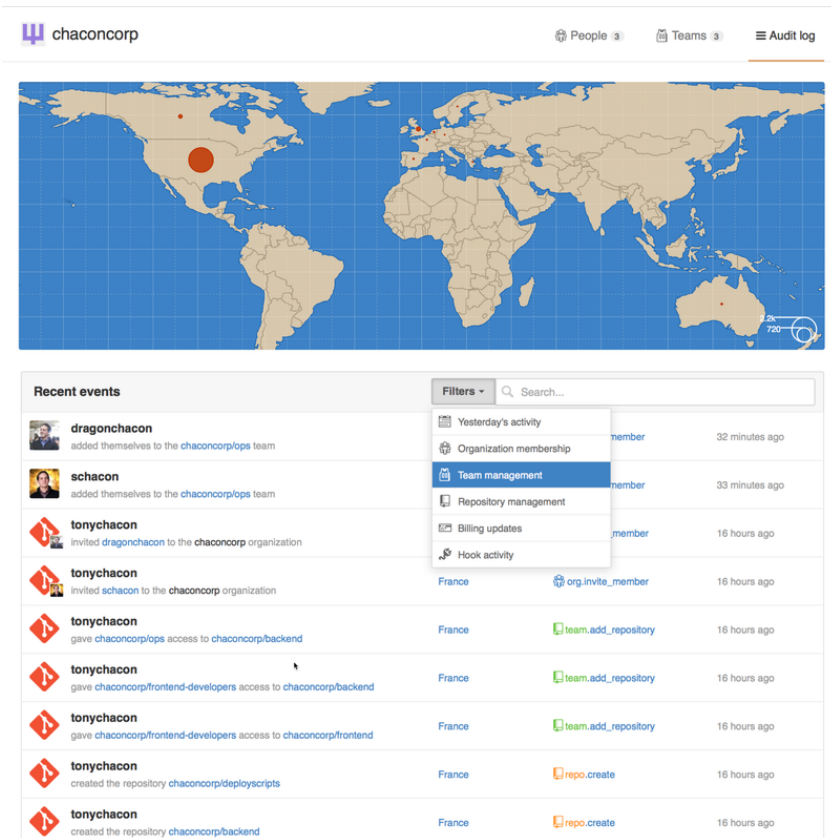 chaconcorp
People 3
Teams 3
Audit log
2.2k
720
Recent events
Filters
Search...
Yesterday's activity
Organization membership
Team management
Repository management
Billing updates
Hook activity
dragonchacon
added themselves to the chaconcorp/ops team
member
32 minutes ago
schacon
added themselves to the chaconcorp/ops team
member
33 minutes ago
tonychacon
invited dragonchacon to the chaconcorp organization
_member
16 hours ago
tonychacon
invited schacon to the chaconcorp organization
France
org.invite_member
16 hours ago
tonychacon
gave chaconcorp/ops access to chaconcorp/backend
France
team.add_repository
16 hours ago
tonychacon
gave chaconcorp/frontend-developers access to chaconcorp/backend
France
team.add_repository
16 hours ago
tonychacon
gave chaconcorp/frontend-developers access to chaconcorp/frontend
France
team.add_repository
16 hours ago
tonychacon
created the repository chaconcorp/deployscripts
France
repo.create
16 hours ago
tonychacon
created the repository chaconcorp/backend
France
repo.create
16 hours ago